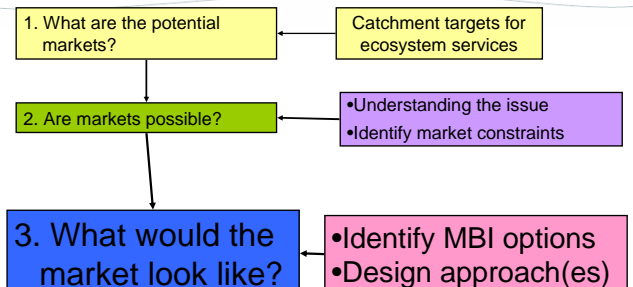 1. What are the potential
markets?
Catchment targets for
ecosystem services
2. Are markets possible?
•Understanding the issue
•Identify market constraints
3. What would the
market look like?
•Identify MBI options
•Design approach(es)